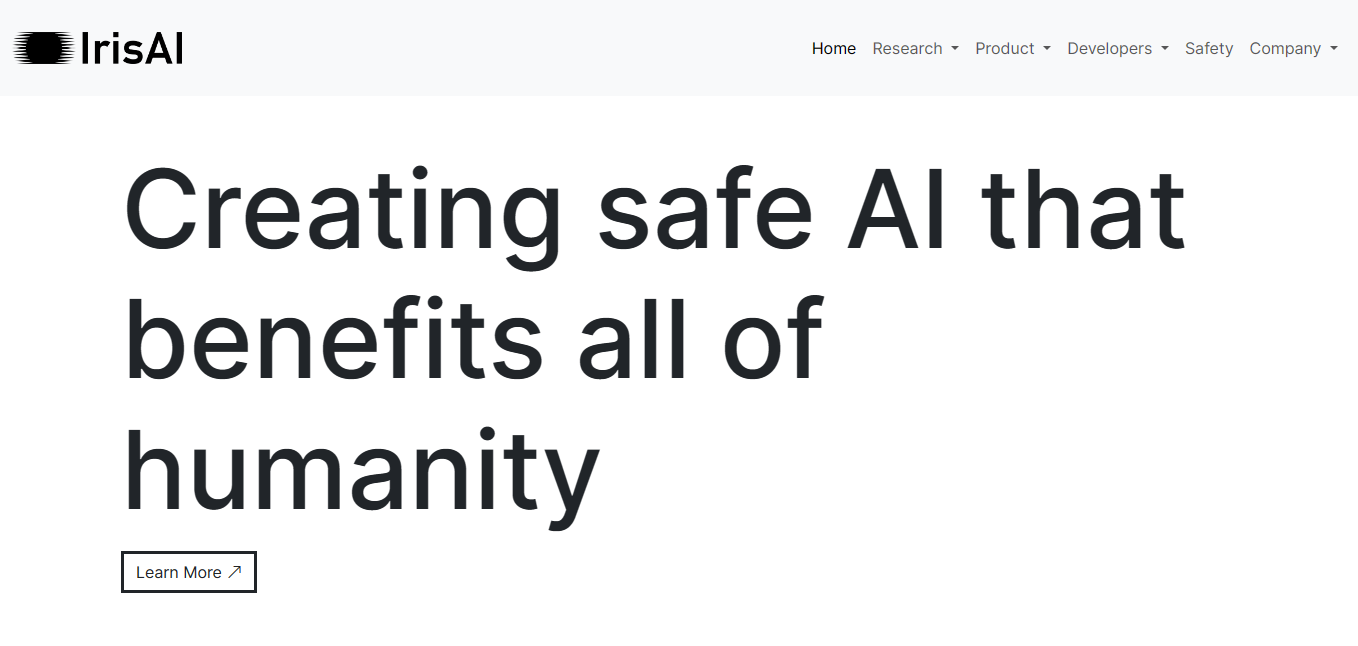 IrisAI
Home Research Product Developers Safety Company
Creating safe AI that
benefits all of
humanity
Learn More ↗